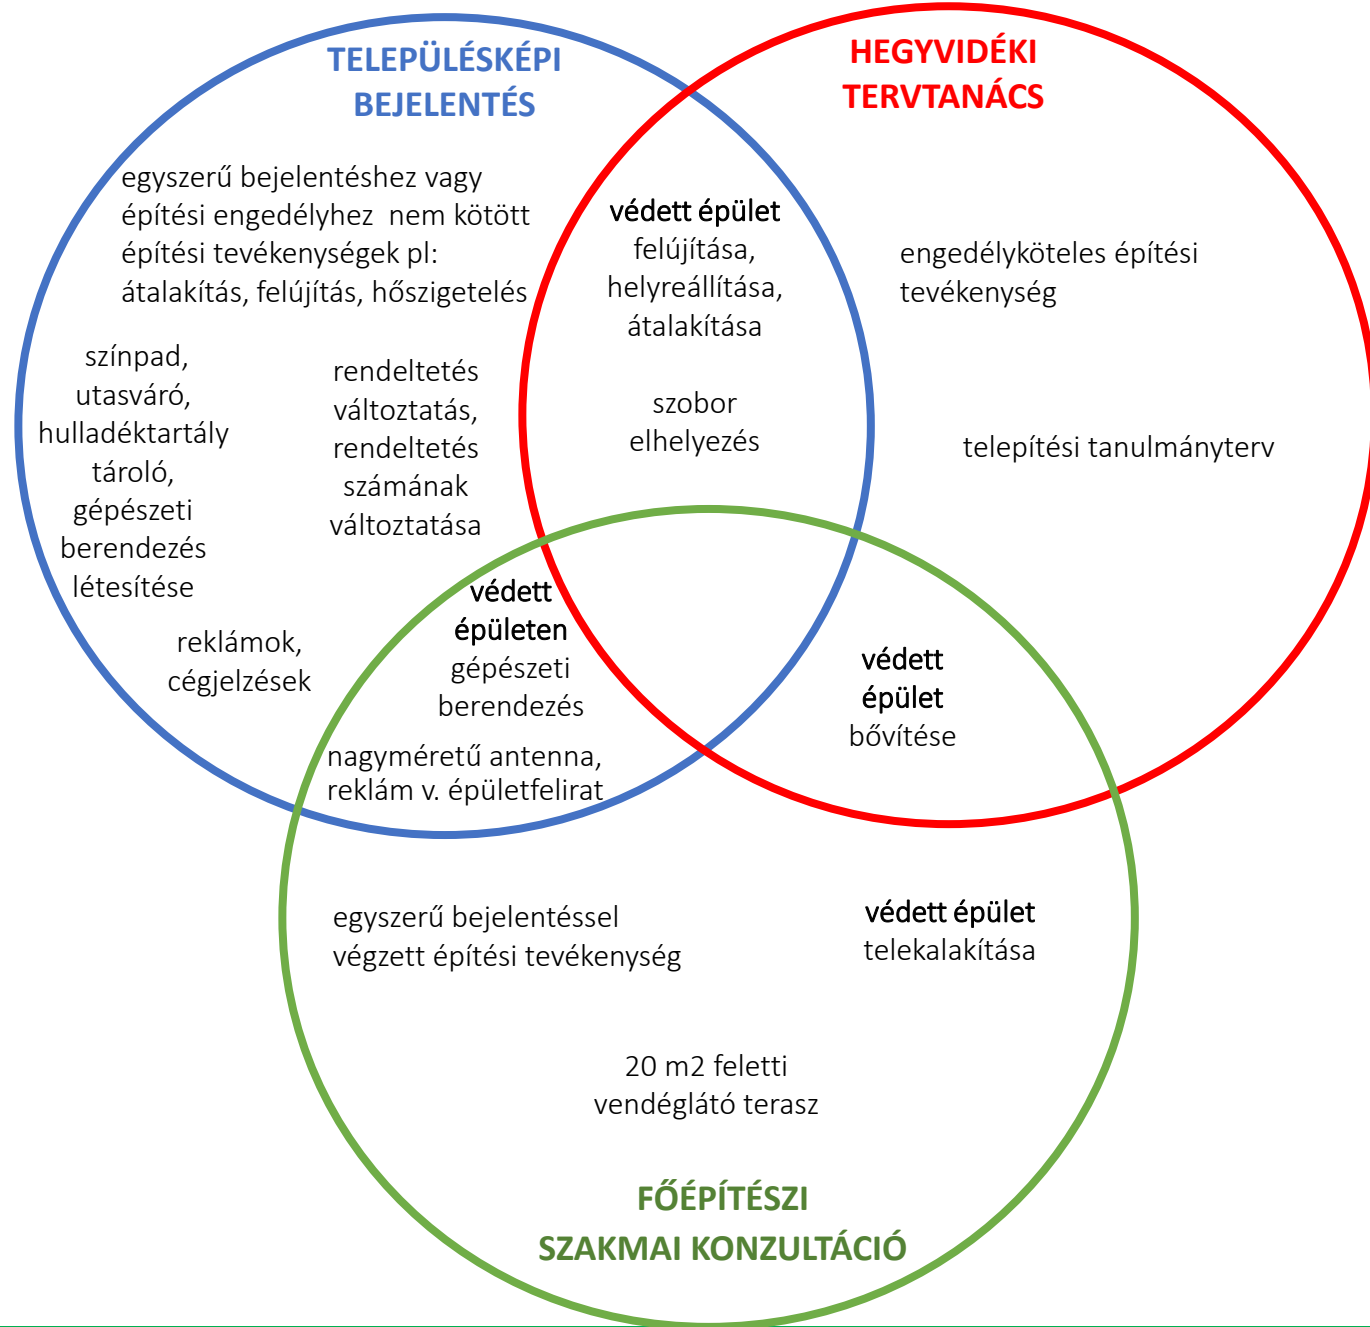 TELEPÜLÉSKÉPI
BEJELENTÉS
HEGYVIDÉKI
TERVTANÁCS
egyszerű bejelentéshez vagy
építési engedélyhez  nem kötött
építési tevékenységek pl:
átalakítás, felújítás, hőszigetelés
védett épület
felújítása,
helyreállítása,
átalakítása
engedélyköteles építési
tevékenység
színpad,
utasváró,
hulladéktartály
tároló,
gépészeti
berendezés
létesítése
rendeltetés
változtatás,
rendeltetés
számának
változtatása
szobor
elhelyezés
telepítési tanulmányterv
reklámok,
cégjelzések
védett
épületen
gépészeti
berendezés
nagyméretű antenna,
reklám v. épületfelirat
védett
épület
bővítése
egyszerű bejelentéssel
végzett építési tevékenység
védett épület
telekalakítása
20 m2 feletti
vendéglátó terasz
FŐÉPÍTÉSZI
SZAKMAI KONZULTÁCIÓ